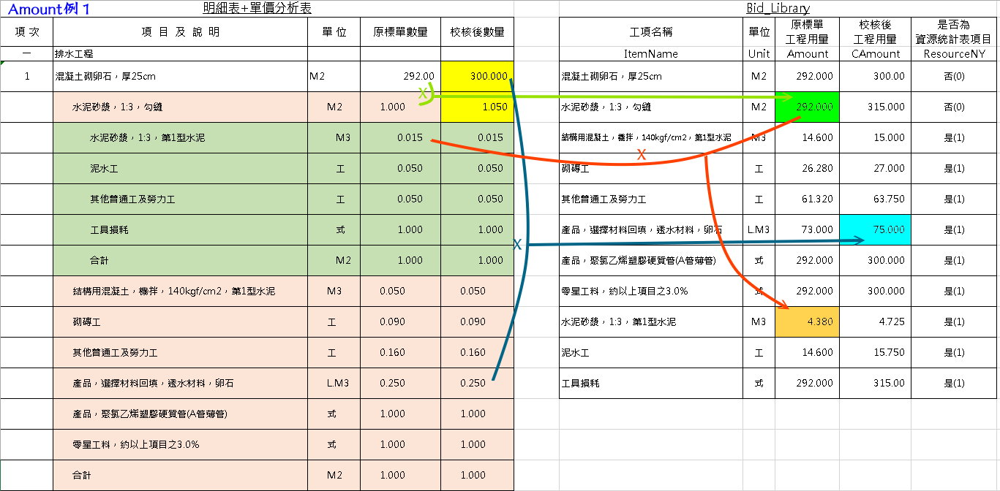 Amount例 1
明細表+單價分析表
項 次 項 目 及 說 明 單 位 原標單數量 校核後數量
一 排水工程
1 混凝土砌卵石，厚25cm M2 292.00 300.000
水泥砂漿，1:3，勾縫 M2 1.000 1.050
水泥砂漿，1:3，第1型水泥 M3 0.015 0.015
泥水工 工 0.050 0.050
其他普通工及勞力工 工 0.050 0.050
工具損耗 式 1.000 1.000
合計 M2 1.000 1.000
結構用混凝土，機拌，140kgf/cm2，第1型水泥 M3 0.050 0.050
砌磚工 工 0.090 0.090
其他普通工及勞力工 工 0.160 0.160
產品，選擇材料回填，透水材料，卵石 L.M3 0.250 0.250
產品，聚氯乙烯塑膠硬質管(A管薄管) 式 1.000 1.000
零星工料，約以上項目之3.0% 式 1.000 1.000
合計 M2 1.000 1.000
X
X
X
Bid_Library
工項名稱 單位 原標單 工程用量 校核後 工程用量 是否為 資源統計表項目
ItemName Unit Amount CAmount ResourceNY
混凝土砌卵石，厚25cm M2 292.000 300.00 否(0)
水泥砂漿，1:3，勾縫 M2 292.000 315.000 否(0)
結構用混凝土，機拌，140kgf/cm2，第1型水泥 M3 14.600 15.000 是(1)
砌磚工 工 26.280 27.000 是(1)
其他普通工及勞力工 工 61.320 63.750 是(1)
產品，選擇材料回填，透水材料，卵石 L.M3 73.000 75.000 是(1)
產品，聚氯乙烯塑膠硬質管(A管薄管) 式 292.000 300.000 是(1)
零星工料，約以上項目之3.0% 式 292.000 300.000 是(1)
水泥砂漿，1:3，第1型水泥 M3 4.380 4.725 是(1)
泥水工 工 14.600 15.750 是(1)
工具損耗 式 292.000 315.00 是(1)